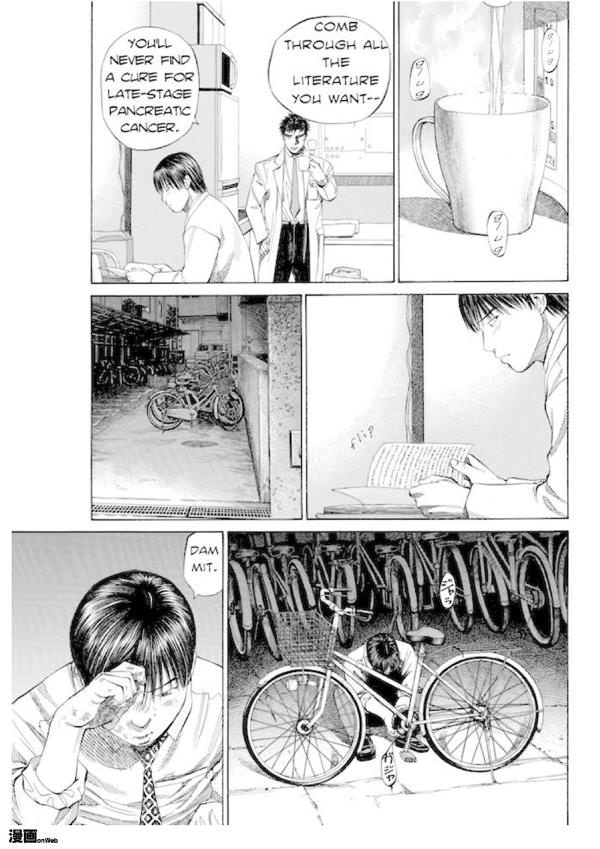 COMB
THROUGH ALL
THE
LITERATURE
YOU WANT--
YOU'LL
NEVER FIND
A CURE FOR
LATE-STAGE
PANCREATIC
CANCER.
flip
DAM
MIT.
漫画onWeb